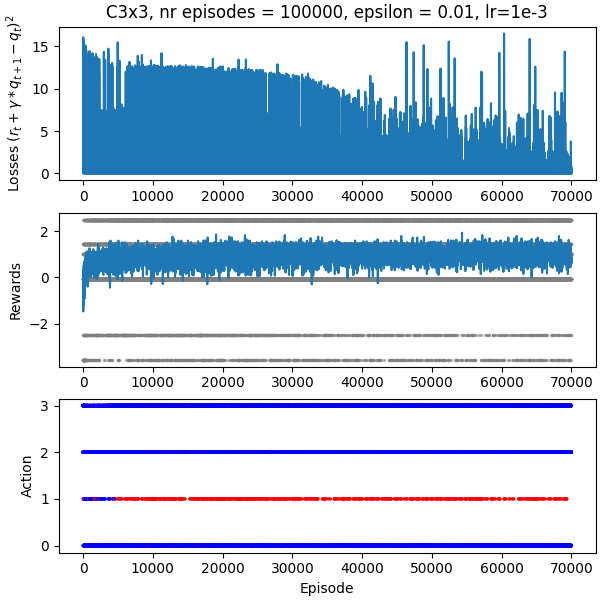 C3x3, nr episodes = 100000, epsilon = 0.01, lr=1e-3
Losses (r_t + γ * q_{t+1} − q_t)^2
15
10
5
0
0 10000 20000 30000 40000 50000 60000 70000
Rewards
2
0
−2
0 10000 20000 30000 40000 50000 60000 70000
Action
3
2
1
0
0 10000 20000 30000 40000 50000 60000 70000
Episode